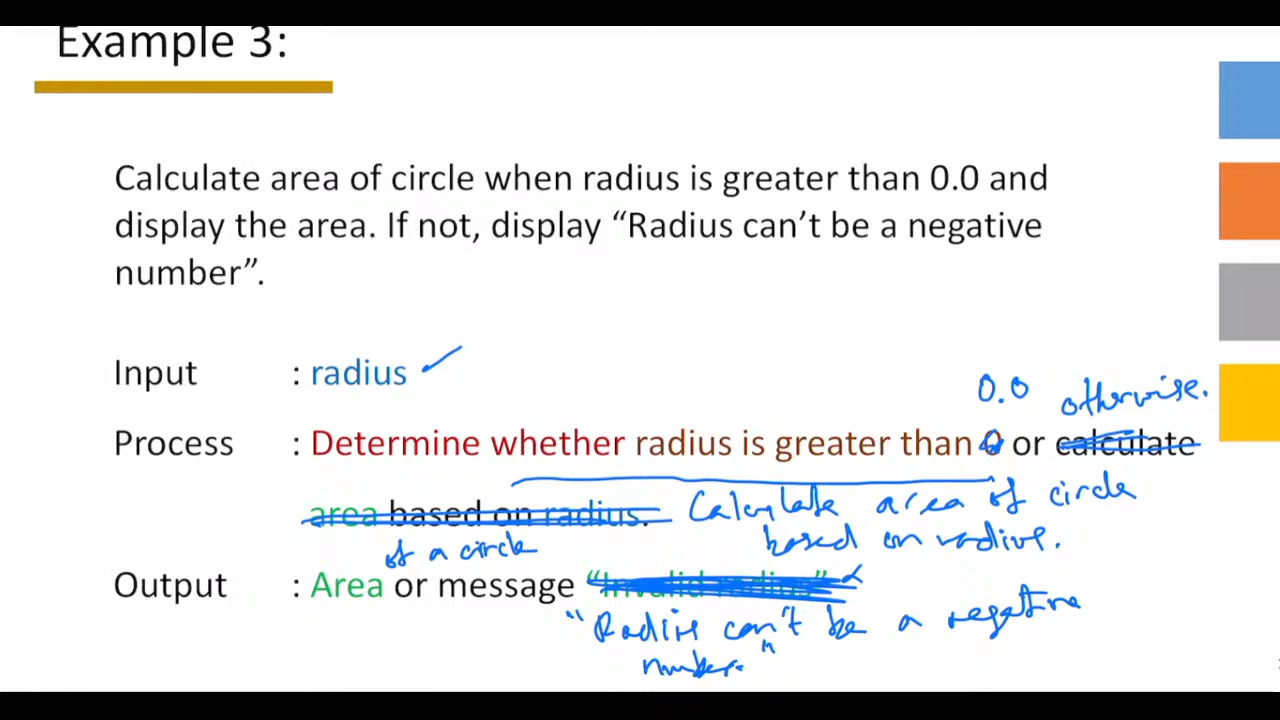 Example 3:
Calculate area of circle when radius is greater than 0.0 and
display the area. If not, display “Radius can’t be a negative
number”.
Input : radius
0.0 otherwise.
Process : Determine whether radius is greater than 0 or calculate
area based on radius. Calculate area of circle
based on radius.
of a circle
Output : Area or message “Invalid radius”
“Radius can't be a negative
number."